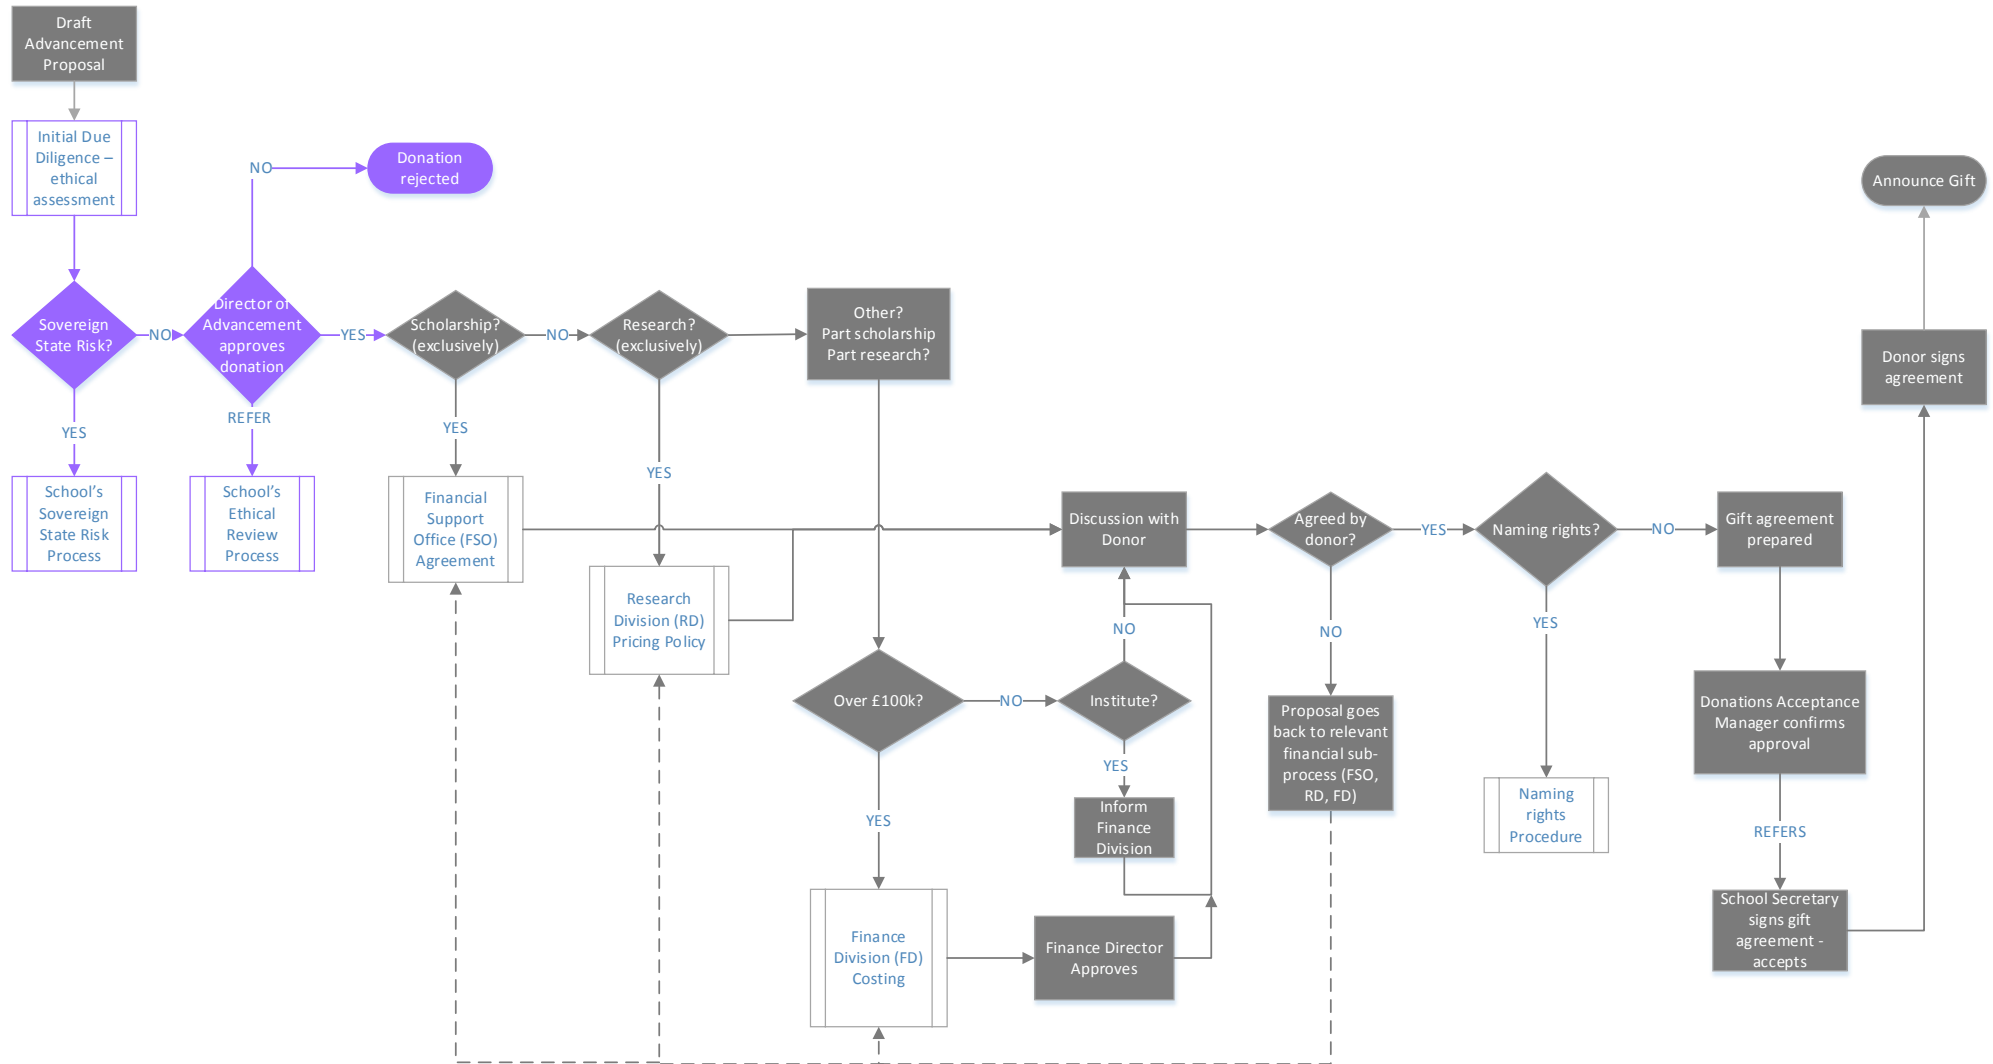 Draft
Advancement
Proposal
Initial Due
Diligence –
ethical
assessment
NO
Donation
rejected
Announce Gift
Sovereign
State Risk?
NO
Director of
Advancement
approves
donation
YES
Scholarship?
(exclusively)
NO
Research?
(exclusively)
Other?
Part scholarship
Part research?
Donor signs
agreement
YES
REFER
YES
YES
School's
Sovereign
State Risk
Process
School's
Ethical
Review
Process
Financial
Support
Office (FSO)
Agreement
Research
Division (RD)
Pricing Policy
Discussion with
Donor
Agreed by
donor?
YES
Naming rights?
NO
Gift agreement
prepared
NO
NO
YES
Over £100k?
NO
Institute?
YES
Inform
Finance
Division
Proposal goes
back to relevant
financial sub-
process (FSO,
RD, FD)
Naming
rights
Procedure
Donations Acceptance
Manager confirms
approval
YES
REFERS
Finance
Division (FD)
Costing
Finance Director
Approves
School Secretary
signs gift
agreement -
accepts